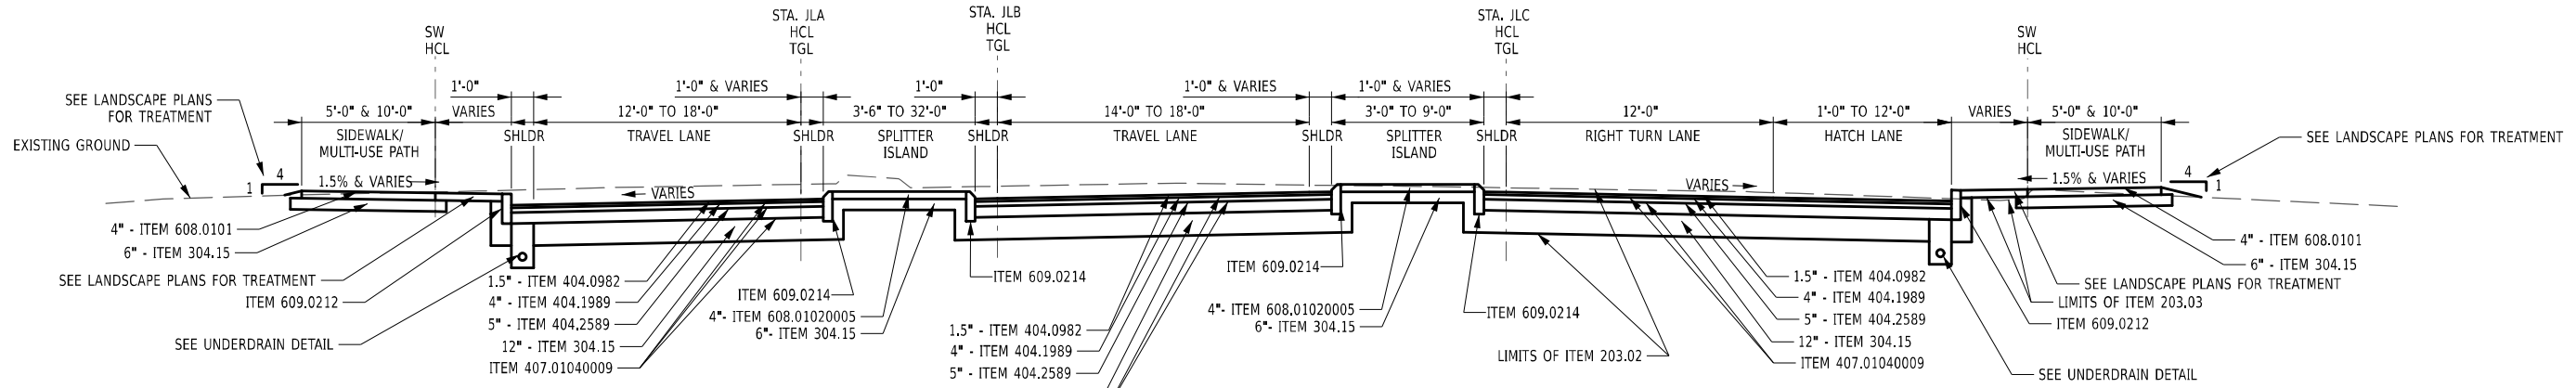 STA. JLA
HCL
TGL
STA. JLB
HCL
TGL
STA. JLC
HCL
TGL
SW
HCL
SW
HCL
1'-0"
1'-0" & VARIES
1'-0"
1'-0" & VARIES
1'-0" & VARIES
SEE LANDSCAPE PLANS
FOR TREATMENT
5'-0" & 10'-0"
VARIES
12'-0" TO 18'-0"
3'-6" TO 32'-0"
14'-0" TO 18'-0"
3'-0" TO 9'-0"
12'-0"
1'-0" TO 12'-0"
VARIES
5'-0" & 10'-0"
SIDEWALK/
MULTI-USE PATH
SHLDR
TRAVEL LANE
SHLDR
SPLITTER
ISLAND
SHLDR
TRAVEL LANE
SHLDR
SPLITTER
ISLAND
SHLDR
RIGHT TURN LANE
HATCH LANE
SIDEWALK/
MULTI-USE PATH
SEE LANDSCAPE PLANS FOR TREATMENT
EXISTING GROUND
4
1
1.5% & VARIES
VARIES
VARIES
1.5% & VARIES
4
1
4" - ITEM 608.0101
6" - ITEM 304.15
SEE LANDSCAPE PLANS FOR TREATMENT
ITEM 609.0212
SEE UNDERDRAIN DETAIL
1.5" - ITEM 404.0982
4" - ITEM 404.1989
5" - ITEM 404.2589
12" - ITEM 304.15
ITEM 407.01040009
ITEM 609.0214
4"- ITEM 608.01020005
6"- ITEM 304.15
ITEM 609.0214
1.5" - ITEM 404.0982
4" - ITEM 404.1989
5" - ITEM 404.2589
ITEM 609.0214
4"- ITEM 608.01020005
6"- ITEM 304.15
ITEM 609.0214
LIMITS OF ITEM 203.02
1.5" - ITEM 404.0982
4" - ITEM 404.1989
5" - ITEM 404.2589
12" - ITEM 304.15
ITEM 407.01040009
4" - ITEM 608.0101
6" - ITEM 304.15
SEE LANDSCAPE PLANS FOR TREATMENT
LIMITS OF ITEM 203.03
ITEM 609.0212
SEE UNDERDRAIN DETAIL